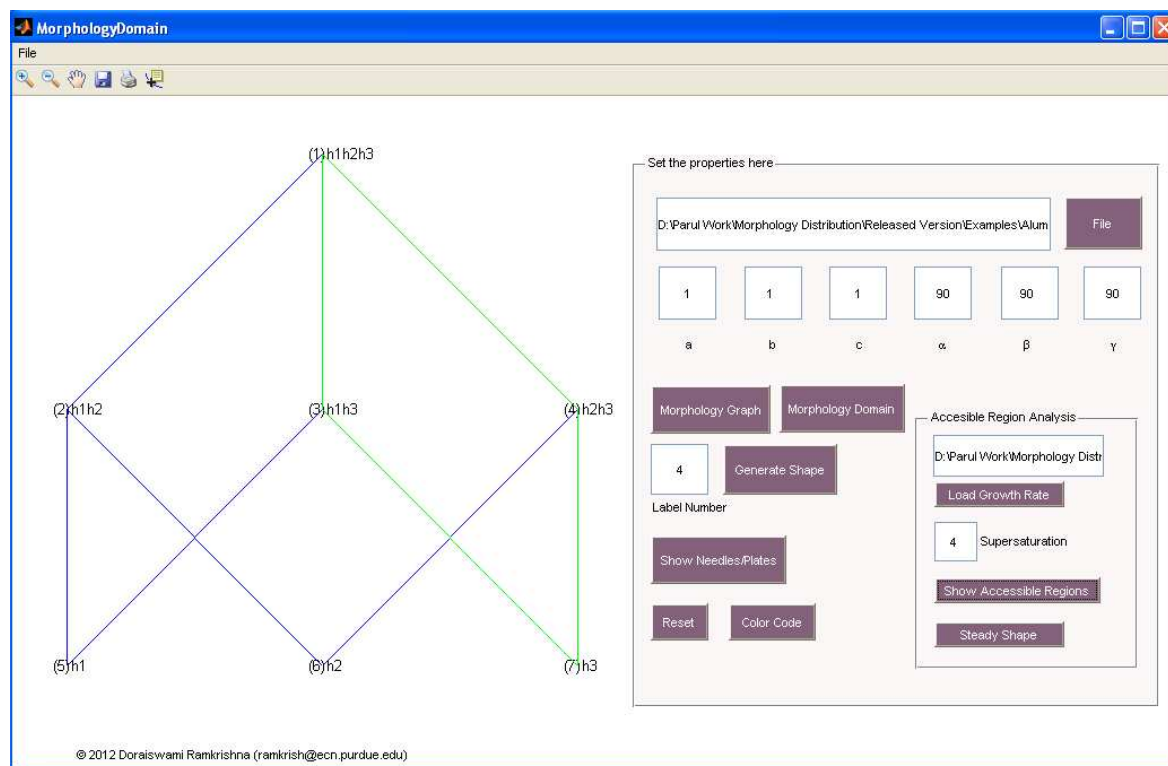 MorphologyDomain
File
(1)h1h2h3
(2)h1h2
(3)h1h3
(4)h2h3
(5)h1
(6)h2
(7)h3
© 2012 Doraiswami Ramkrishna (ramkrish@ecn.purdue.edu)
Set the properties here
D:\Parul Work\Morphology Distribution\Released Version\Examples\Alum
File
1
1
1
90
90
90
a
b
c
α
β
γ
Morphology Graph
Morphology Domain
4
Generate Shape
Label Number
Show Needles/Plates
Reset
Color Code
Accesible Region Analysis
D:\Parul Work\Morphology Distr
Load Growth Rate
4
Supersaturation
Show Accessible Regions
Steady Shape